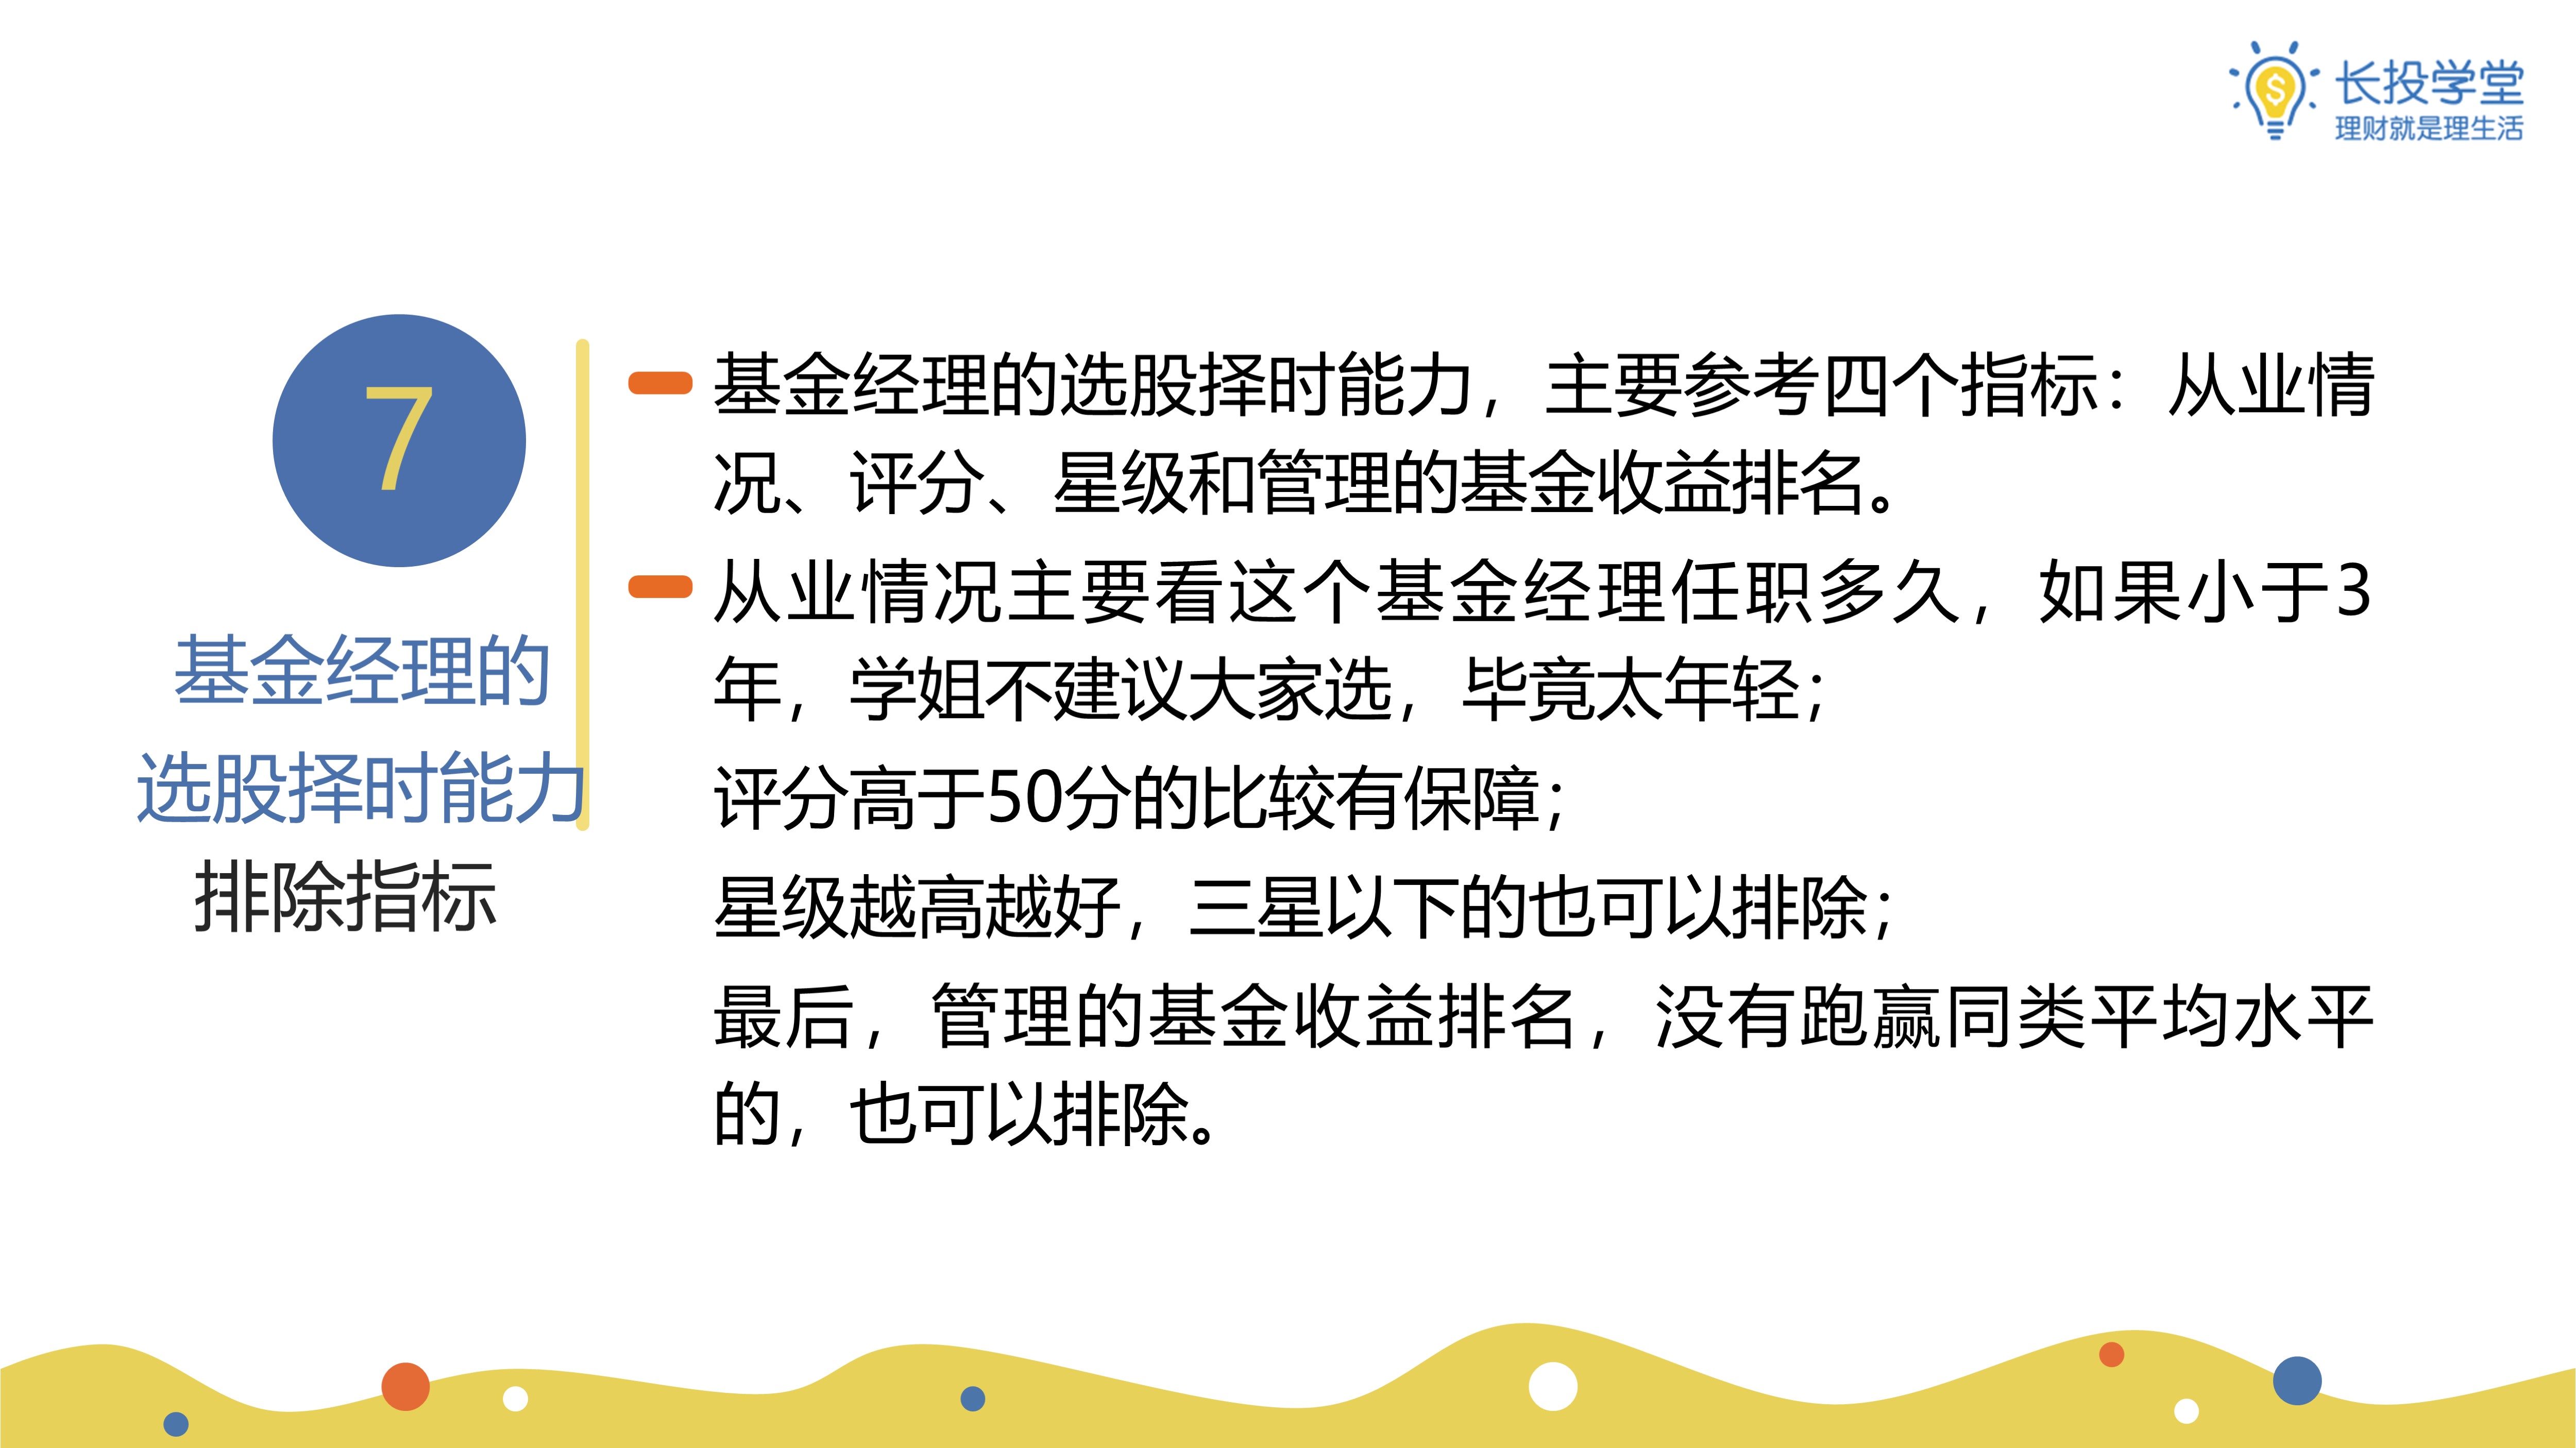 长投学堂
理财就是理生活
7
基金经理的
选股择时能力
排除指标
基金经理的选股择时能力，主要参考四个指标：从业情
况、评分、星级和管理的基金收益排名。
从业情况主要看这个基金经理任职多久，如果小于3
年，学姐不建议大家选，毕竟太年轻；
评分高于50分的比较有保障；
星级越高越好，三星以下的也可以排除；
最后，管理的基金收益排名，没有跑赢同类平均水平
的，也可以排除。